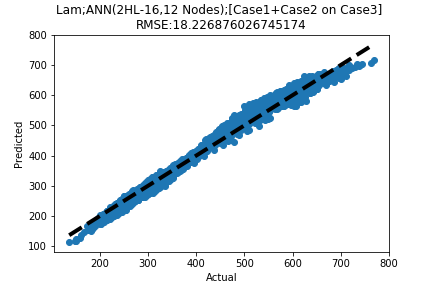 Lam;ANN(2HL-16,12 Nodes);[Case1+Case2 on Case3]
RMSE:18.226876026745174
800
700
600
500
400
300
200
100
Predicted
200 300 400 500 600 700 800
Actual